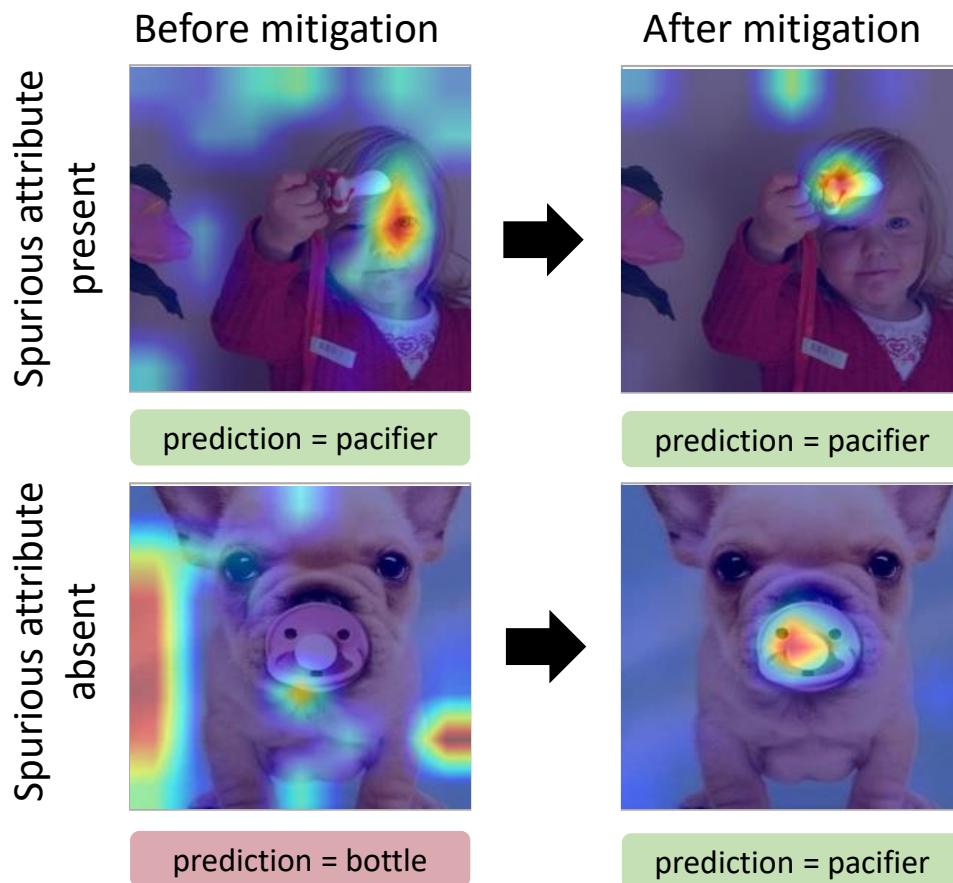 Before mitigation
After mitigation
Spurious attribute
present
prediction = pacifier
prediction = pacifier
Spurious attribute
absent
prediction = bottle
prediction = pacifier